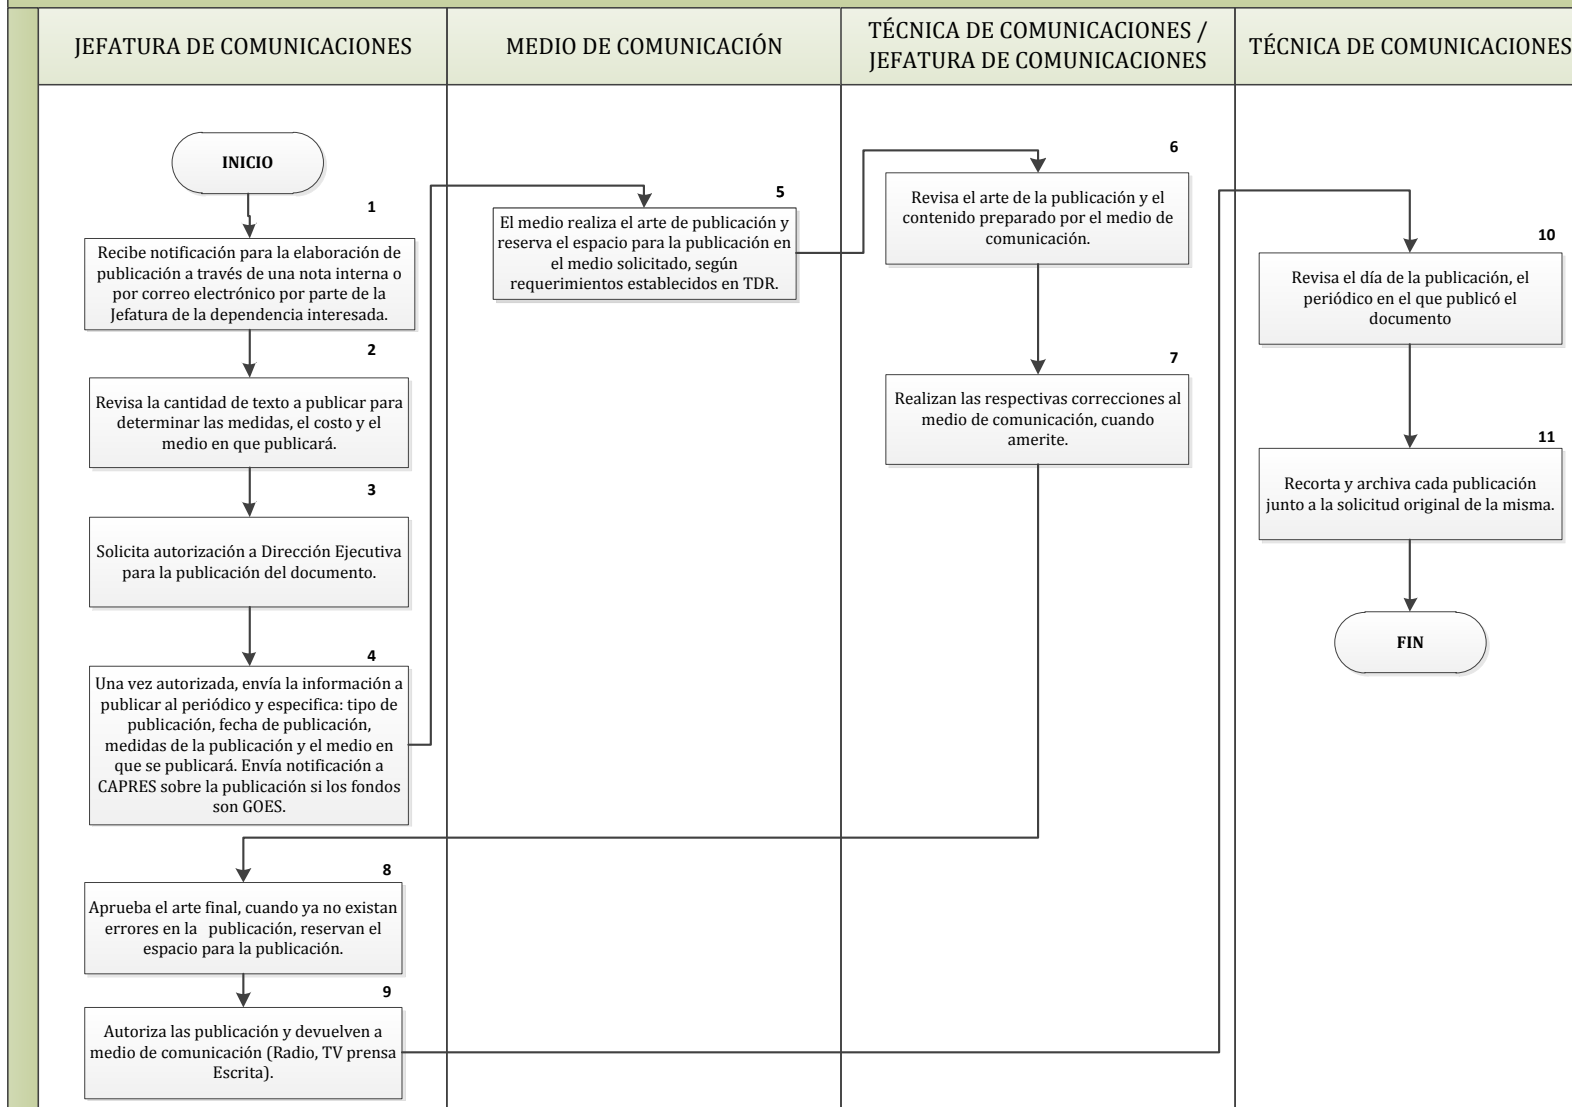 JEFATURA DE COMUNICACIONES
MEDIO DE COMUNICACIÓN
TÉCNICA DE COMUNICACIONES /
JEFATURA DE COMUNICACIONES
TÉCNICA DE COMUNICACIONES
INICIO
1
Recibe notificación para la elaboración de
publicación a través de una nota interna o
por correo electrónico por parte de la
Jefatura de la dependencia interesada.
2
Revisa la cantidad de texto a publicar para
determinar las medidas, el costo y el
medio en que publicará.
3
Solicita autorización a Dirección Ejecutiva
para la publicación del documento.
4
Una vez autorizada, envía la información a
publicar al periódico y especifica: tipo de
publicación, fecha de publicación,
medidas de la publicación y el medio en
que se publicará. Envía notificación a
CAPRES sobre la publicación si los fondos
son GOES.
5
El medio realiza el arte de publicación y
reserva el espacio para la publicación en
el medio solicitado, según
requerimientos establecidos en TDR.
6
Revisa el arte de la publicación y el
contenido preparado por el medio de
comunicación.
7
Realizan las respectivas correcciones al
medio de comunicación, cuando
amerite.
8
Aprueba el arte final, cuando ya no existan
errores en la publicación, reservan el
espacio para la publicación.
9
Autoriza las publicación y devuelven a
medio de comunicación (Radio, TV prensa
Escrita).
10
Revisa el día de la publicación, el
periódico en el que publicó el
documento
11
Recorta y archiva cada publicación
junto a la solicitud original de la misma.
FIN